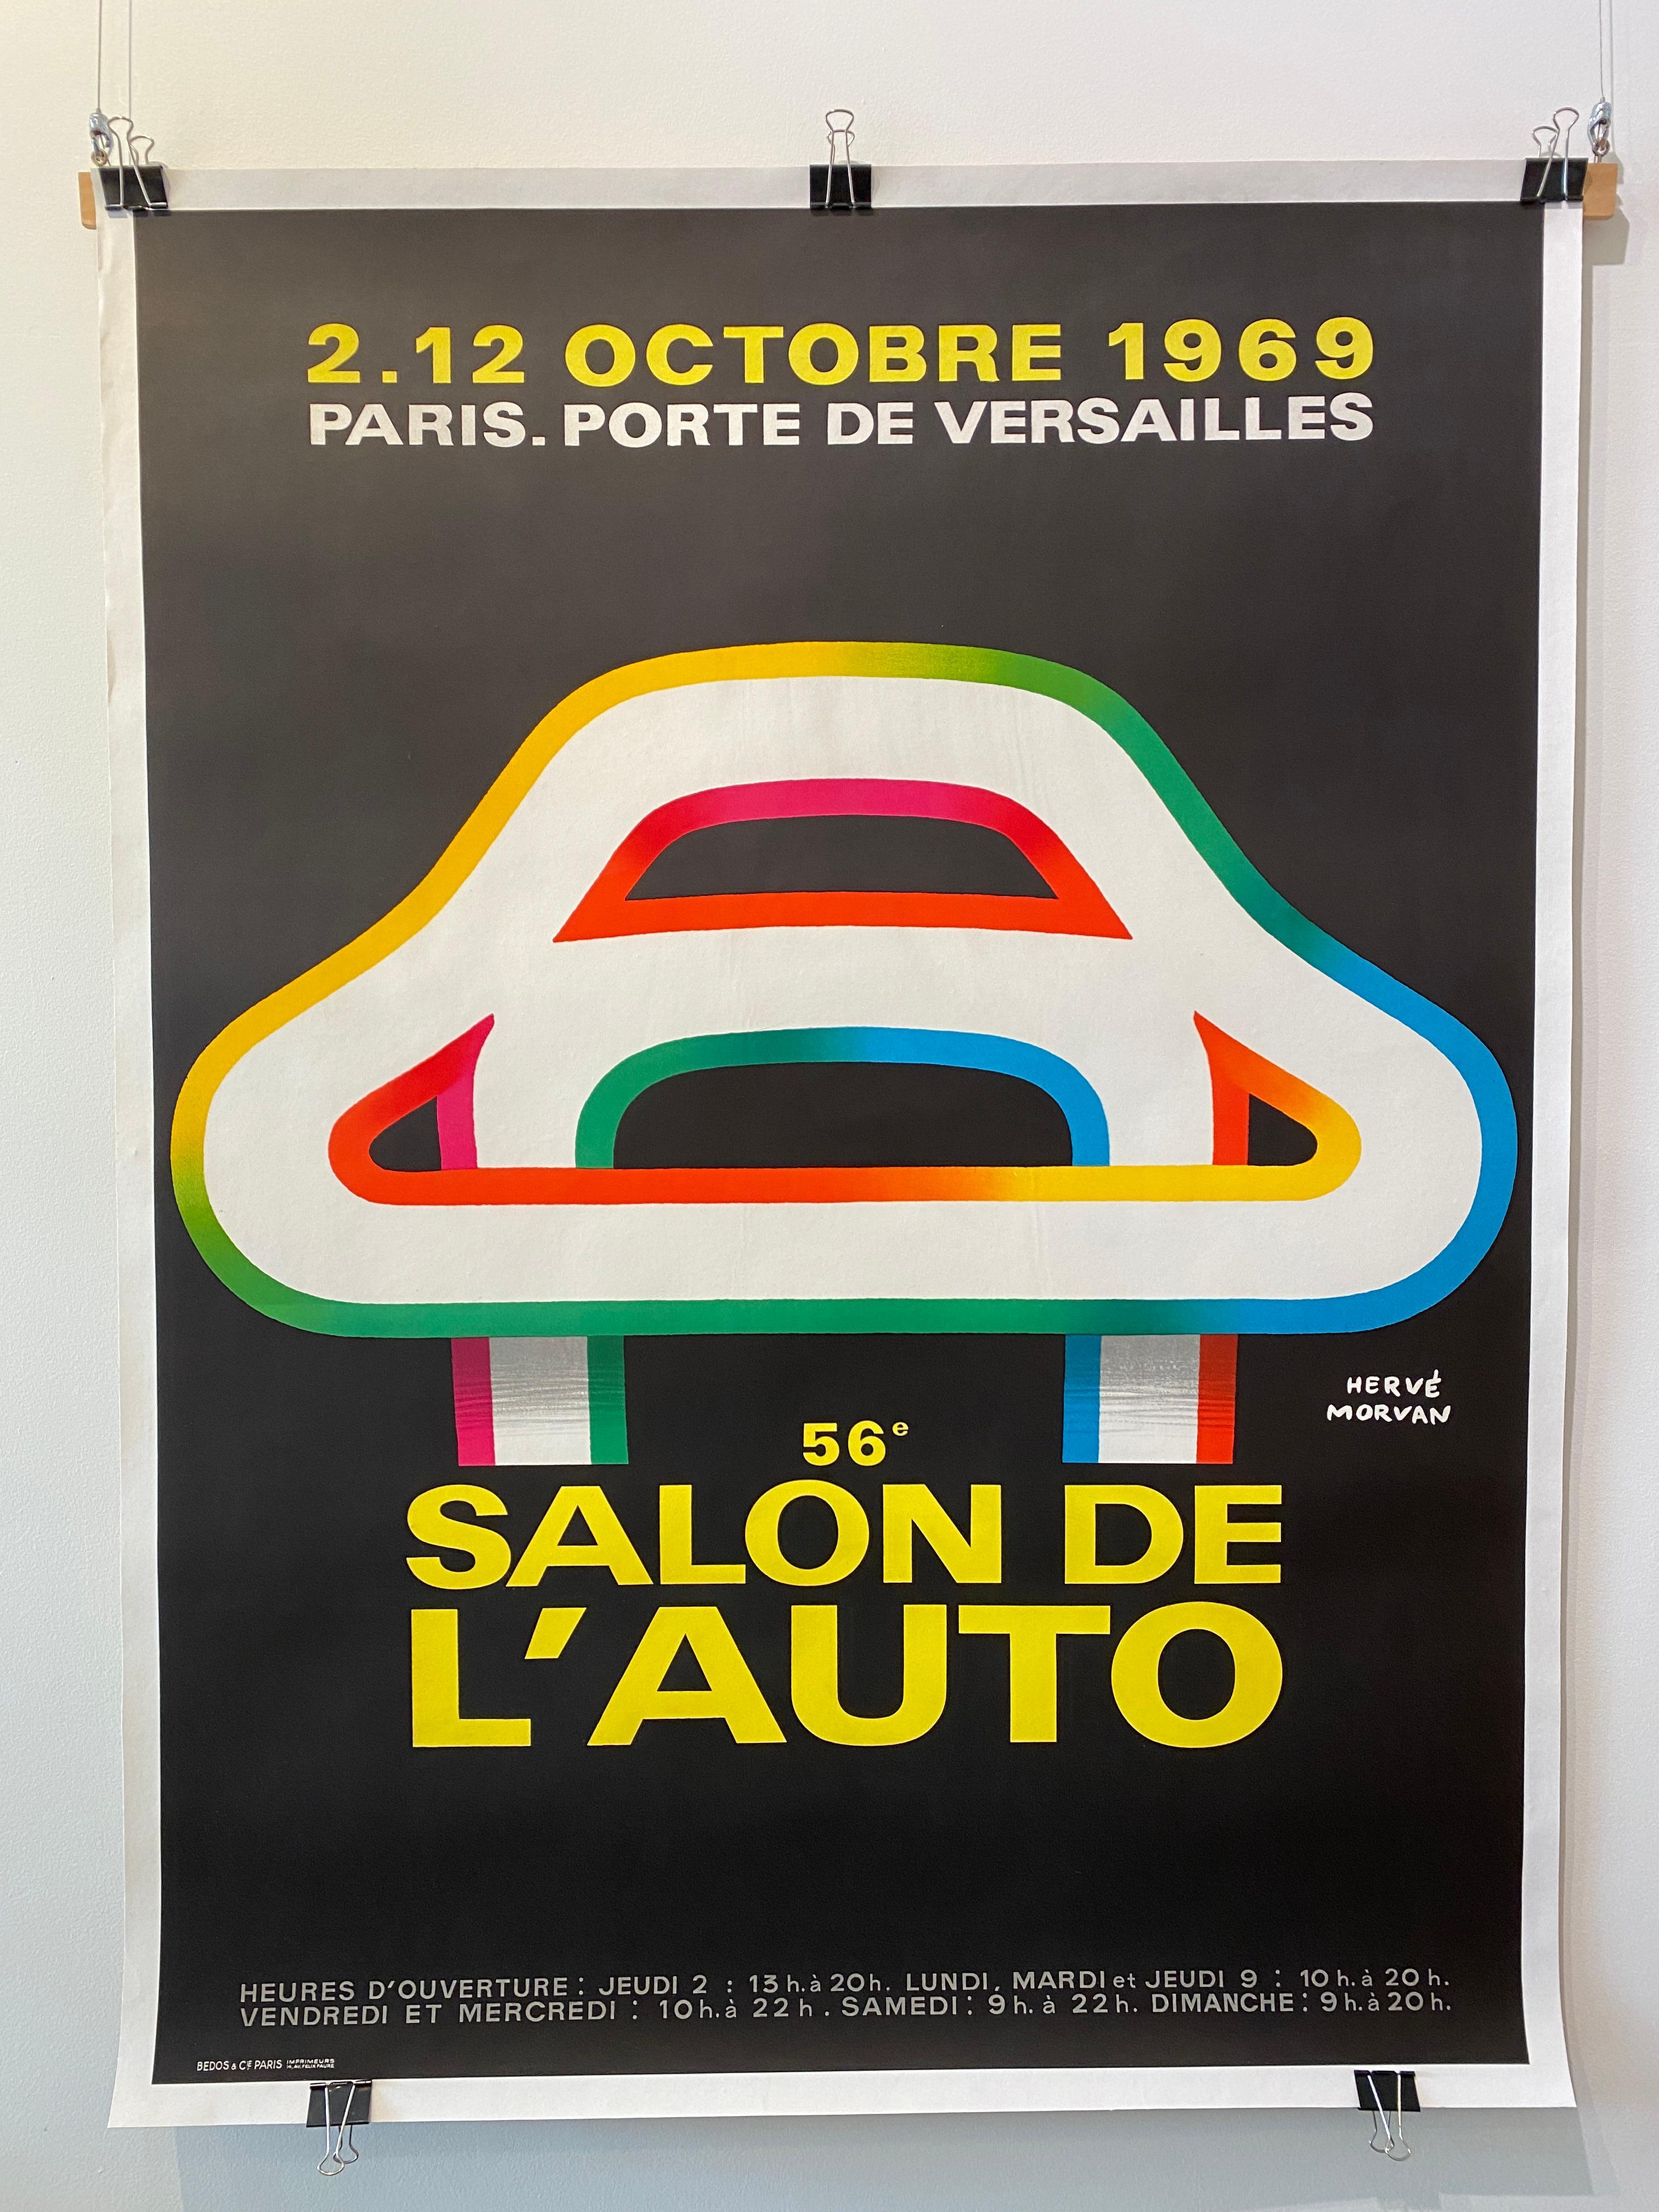 2.12 OCTOBRE 1969
PARIS. PORTE DE VERSAILLES
HERVÉ
MORVAN
56e
SALON DE
L'AUTO
HEURES D'OUVERTURE : JEUDI 2 : 13 h. à 20 h. LUNDI, MARDI et JEUDI 9 : 10 h. à 20 h.
VENDREDI ET MERCREDI : 10 h. à 22 h. SAMEDI : 9 h. à 22 h. DIMANCHE : 9 h. à 20 h.
BEDOS & CIE PARIS IMPRIMEURS